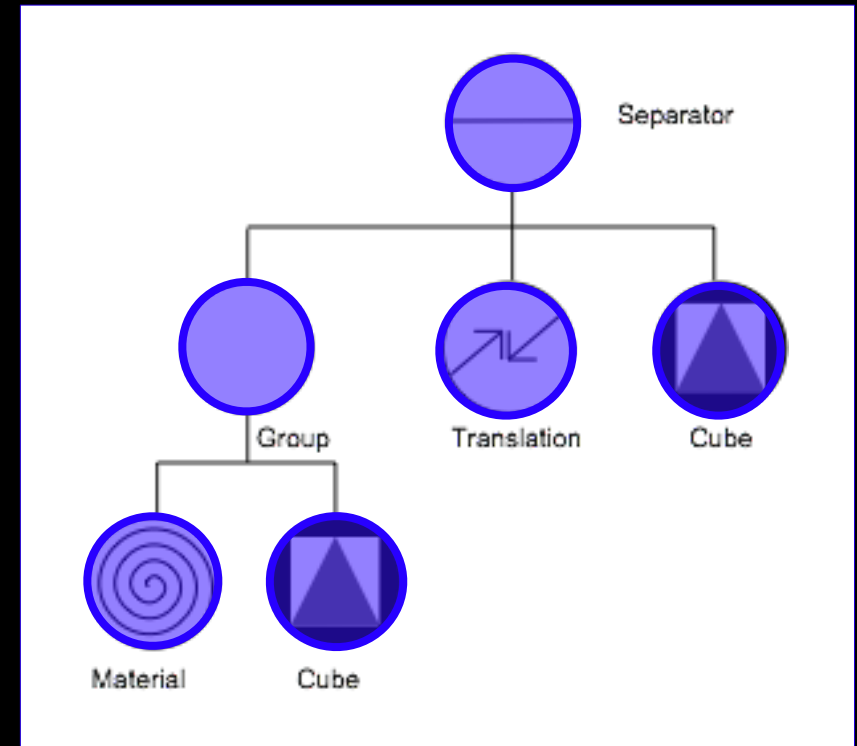 Separator
Group
Translation
Cube
Material
Cube